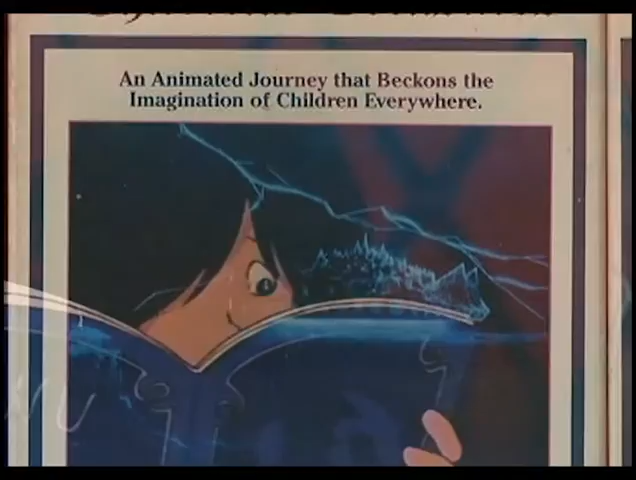 An Animated Journey that Beckons the
Imagination of Children Everywhere.